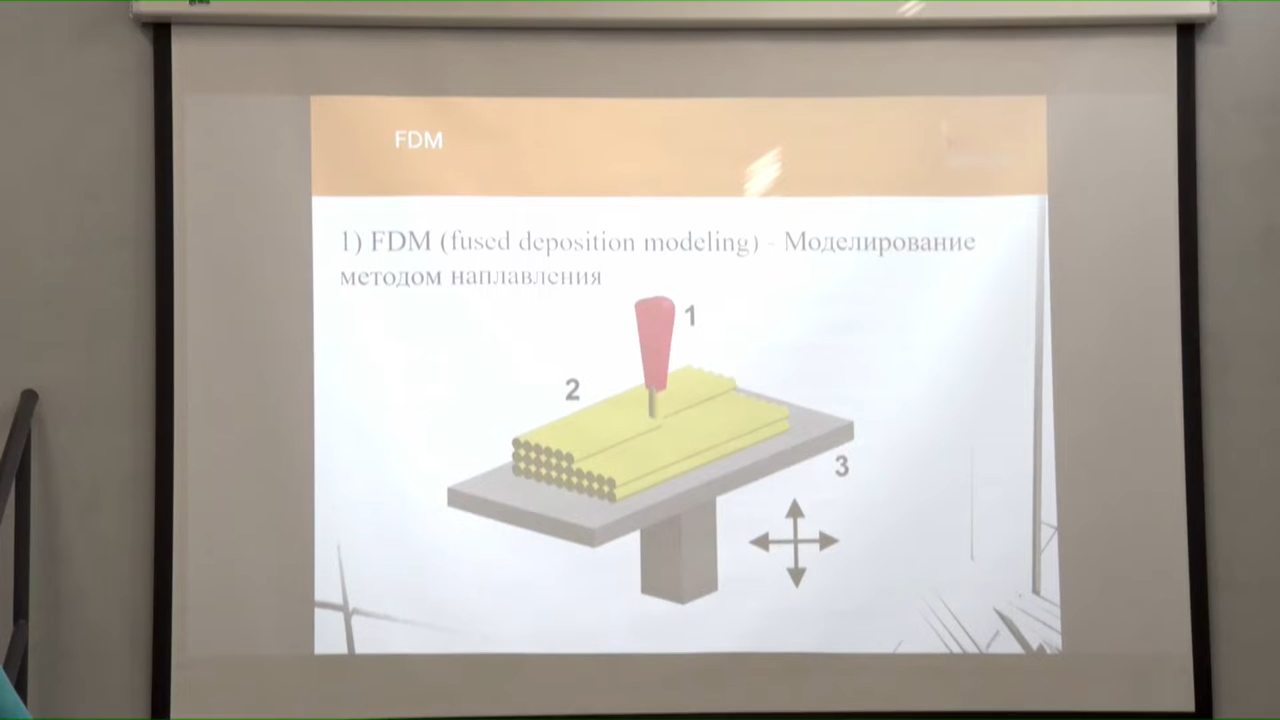 FDM
1) FDM (fused deposition modeling) - Моделирование
методом наплавления
1
2
3